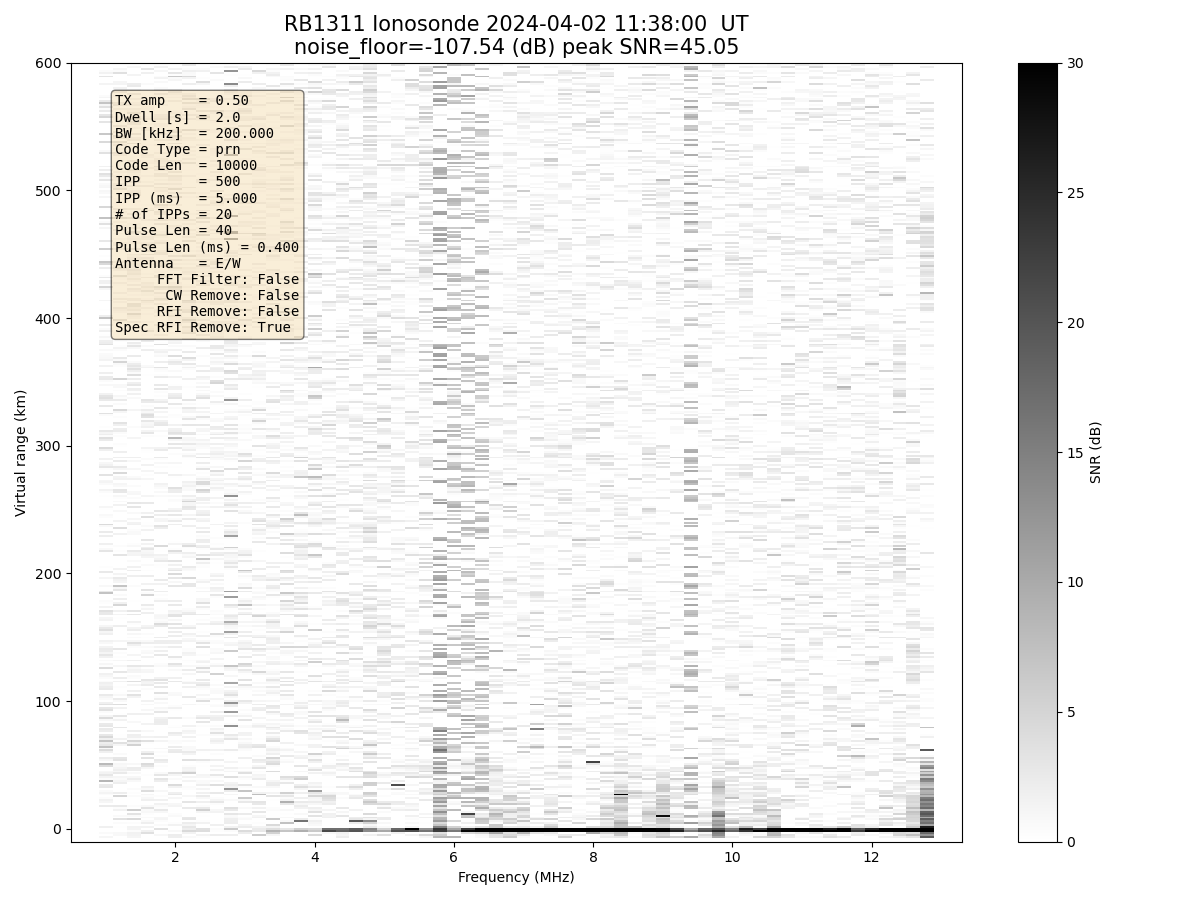 RB1311 Ionosonde 2024-04-02 11:38:00 UT
noise_floor=-107.54 (dB) peak SNR=45.05
TX amp = 0.50
Dwell [s] = 2.0
BW [kHz] = 200.000
Code Type = prn
Code Len = 10000
IPP = 500
IPP (ms) = 5.000
# of IPPs = 20
Pulse Len = 40
Pulse Len (ms) = 0.400
Antenna = E/W
FFT Filter: False
CW Remove: False
RFI Remove: False
Spec RFI Remove: True
600
500
400
300
200
100
0
Virtual range (km)
2 4 6 8 10 12
Frequency (MHz)
30
25
20
15
10
5
0
SNR (dB)